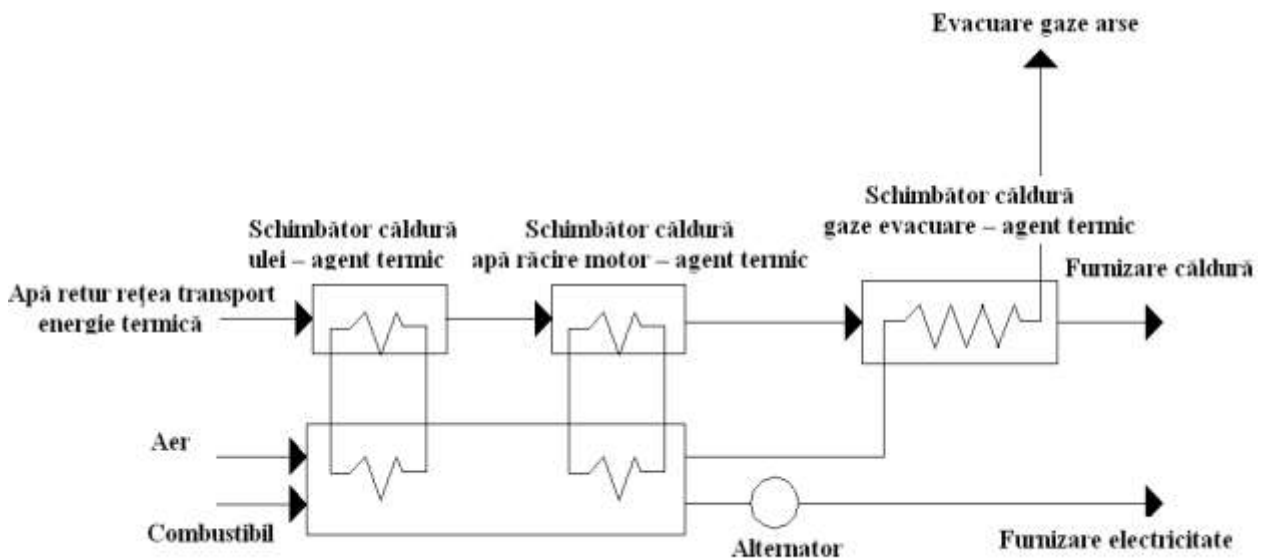 Evacuare gaze arse
Schimbător căldură
gaze evacuare – agent termic
Schimbător căldură
ulei – agent termic
Schimbător căldură
apă răcire motor – agent termic
Furnizare căldură
Apă retur rețea transport
energie termică
Aer
Combustibil
Alternator
Furnizare electricitate